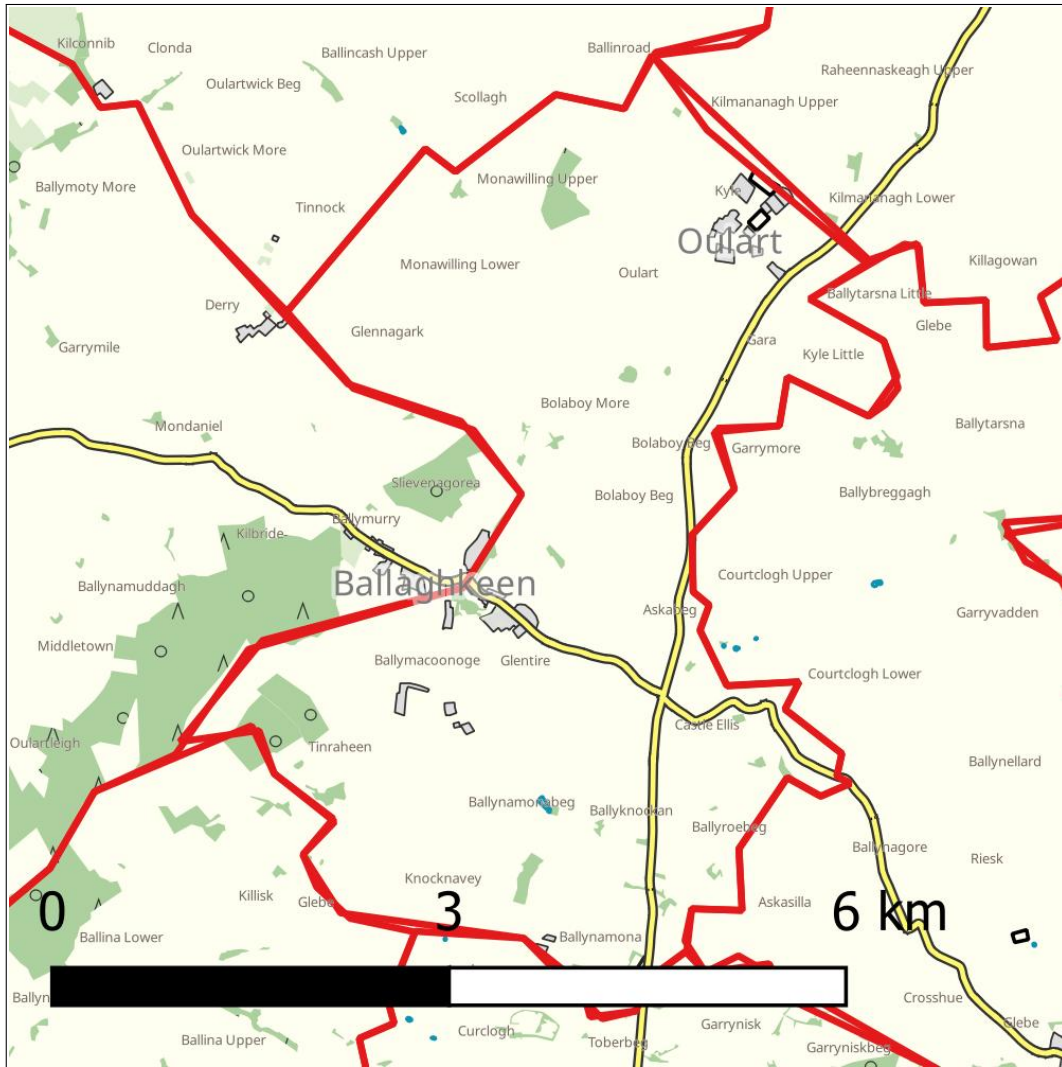 Kilconnib
Clonda
Ballincash Upper
Ballinroad
Oulartwick Beg
Raheennaskeagh Upper
Scollagh
Kilmananagh Upper
Oulartwick More
Ballymoty More
Monawilling Upper
Kyle
Kilmananagh Lower
Tinnock
Oulart
Monawilling Lower
Oulart
Killagowan
Derry
Ballytarsna Little
Glennagark
Glebe
Garrymile
Gara
Kyle Little
Bolaboy More
Mondaniel
Ballytarsna
Bolaboy Beg
Garrymore
Slievenagorea
Bolaboy Beg
Ballybreggagh
Ballymurry
Kilbride-
Ballaghkeen
Courtclogh Upper
Ballynamuddagh
Askabeg
Garryvadden
Middletown
Ballymacoonoge
Glentire
Courtclogh Lower
Castle Ellis
Oulartleigh
Tinraheen
Ballynellard
Ballynamonabeg
Ballyknockan
Ballyroebeg
Ballynagore
Riesk
Knocknavey
Killisk
Glebe
Askasilla
0
3
6 km
Ballina Lower
Ballynamona
Ballyn
Crosshue
Garrynisk
Glebe
Curclogh
Ballina Upper
Toberbeg
Garryniskbeg